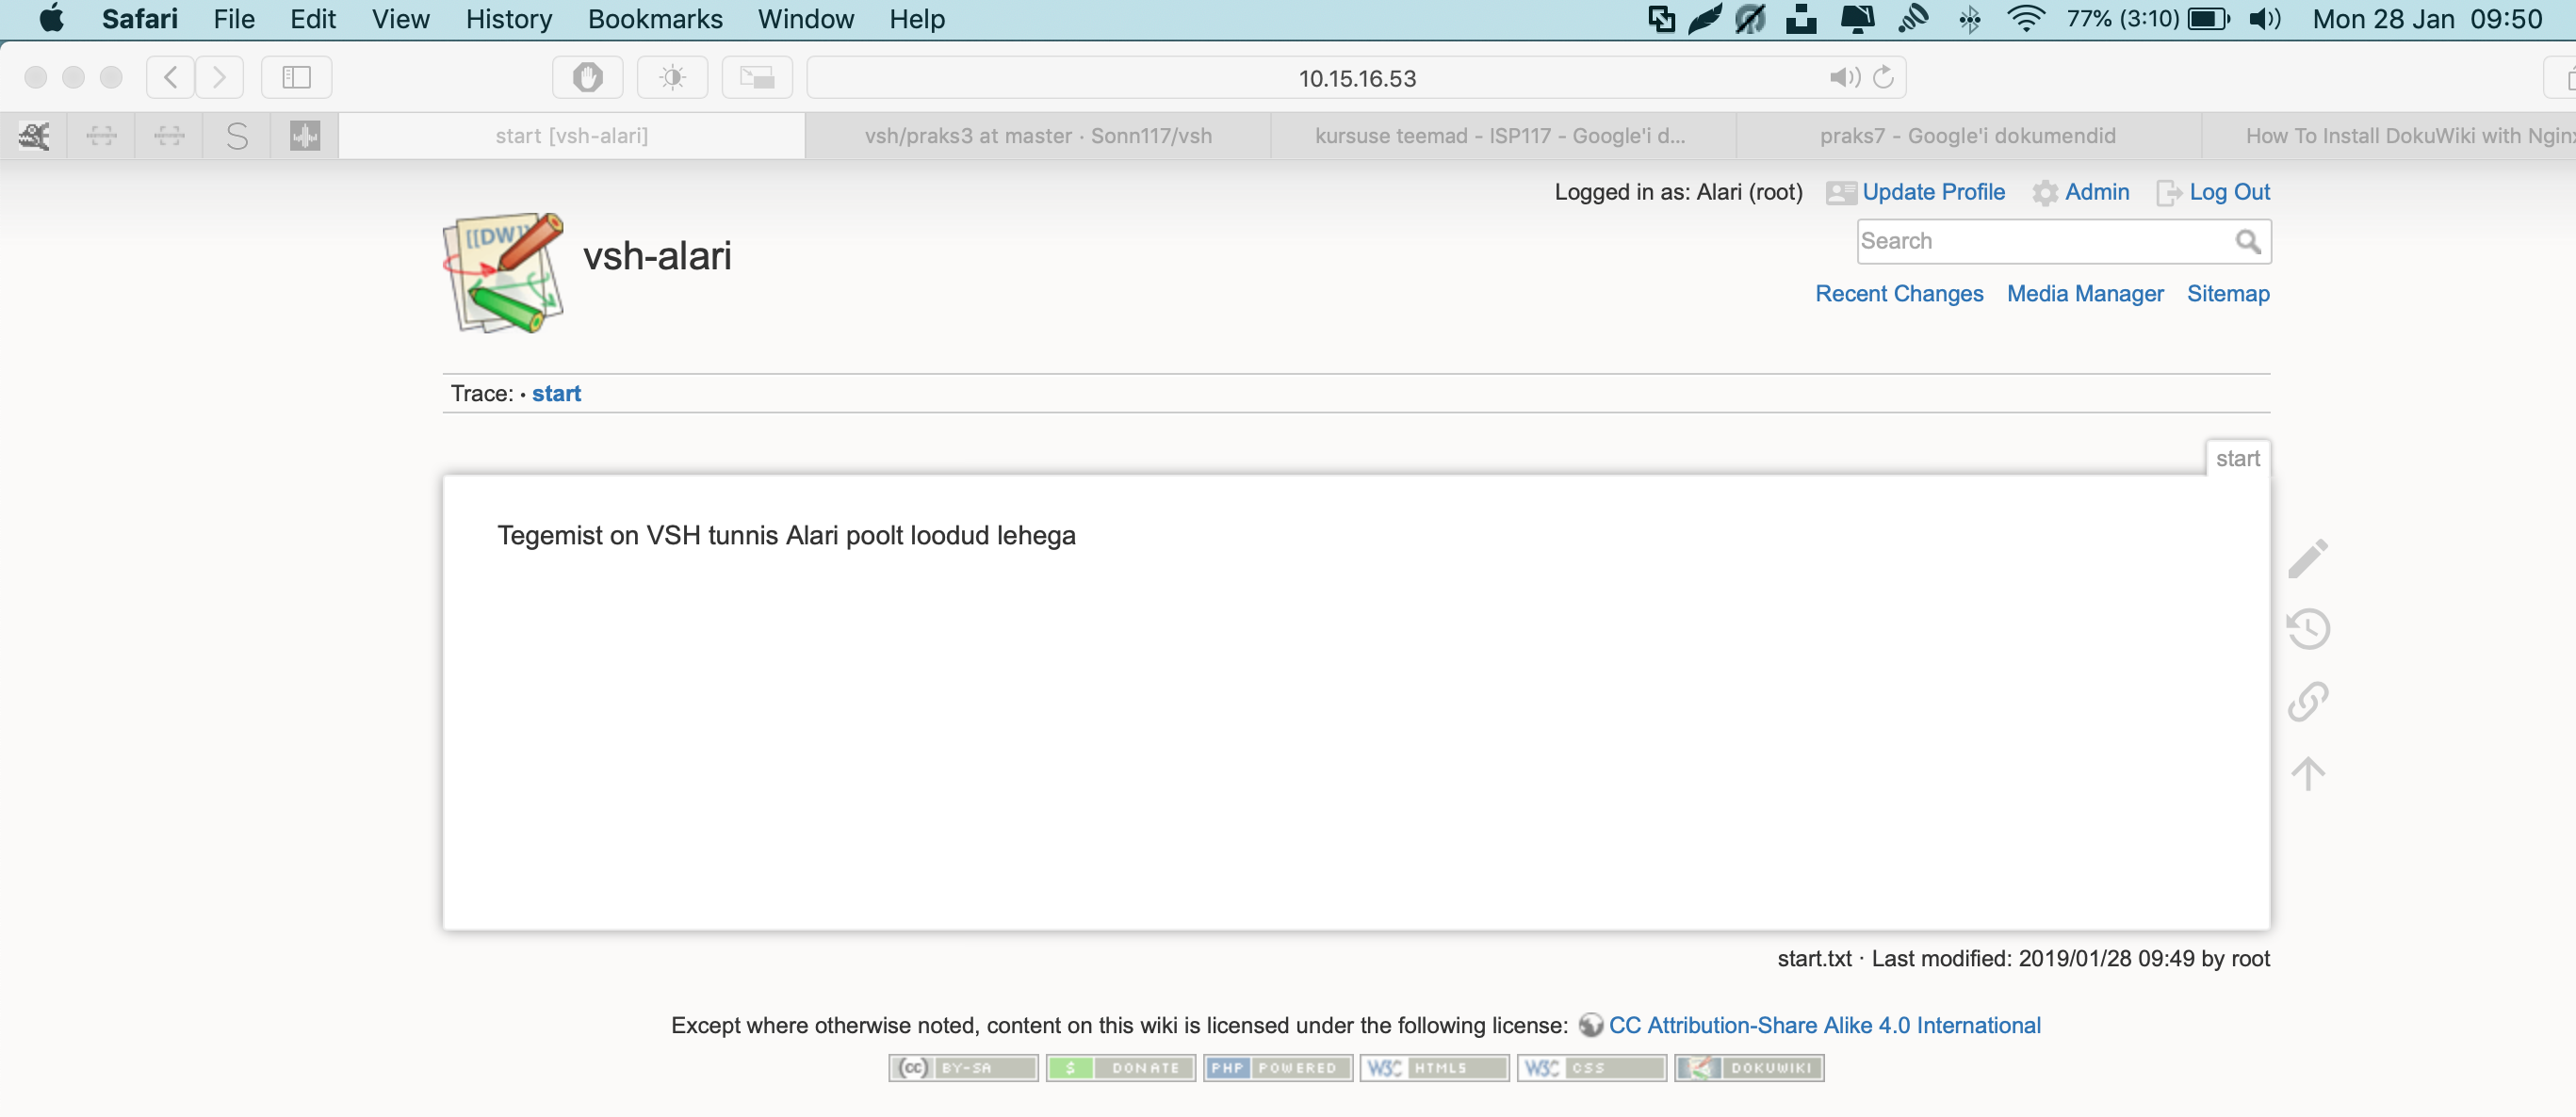 Safari File Edit View History Bookmarks Window Help 77% (3:10) Mon 28 Jan 09:50
10.15.16.53
S start [vsh-alari] vsh/praks3 at master · Sonn117/vsh kursuse teemad - ISP117 - Google'i d... praks7 - Google'i dokumendid How To Install DokuWiki with Nginx
Logged in as: Alari (root) Update Profile Admin Log Out
[[DW]] vsh-alari
Search
Recent Changes Media Manager Sitemap
Trace: • start
start
Tegemist on VSH tunnis Alari poolt loodud lehega
start.txt · Last modified: 2019/01/28 09:49 by root
Except where otherwise noted, content on this wiki is licensed under the following license: CC Attribution-Share Alike 4.0 International
(cc) BY-SA $ DONATE PHP POWERED W3C HTML5 W3C CSS DOKUWIKI